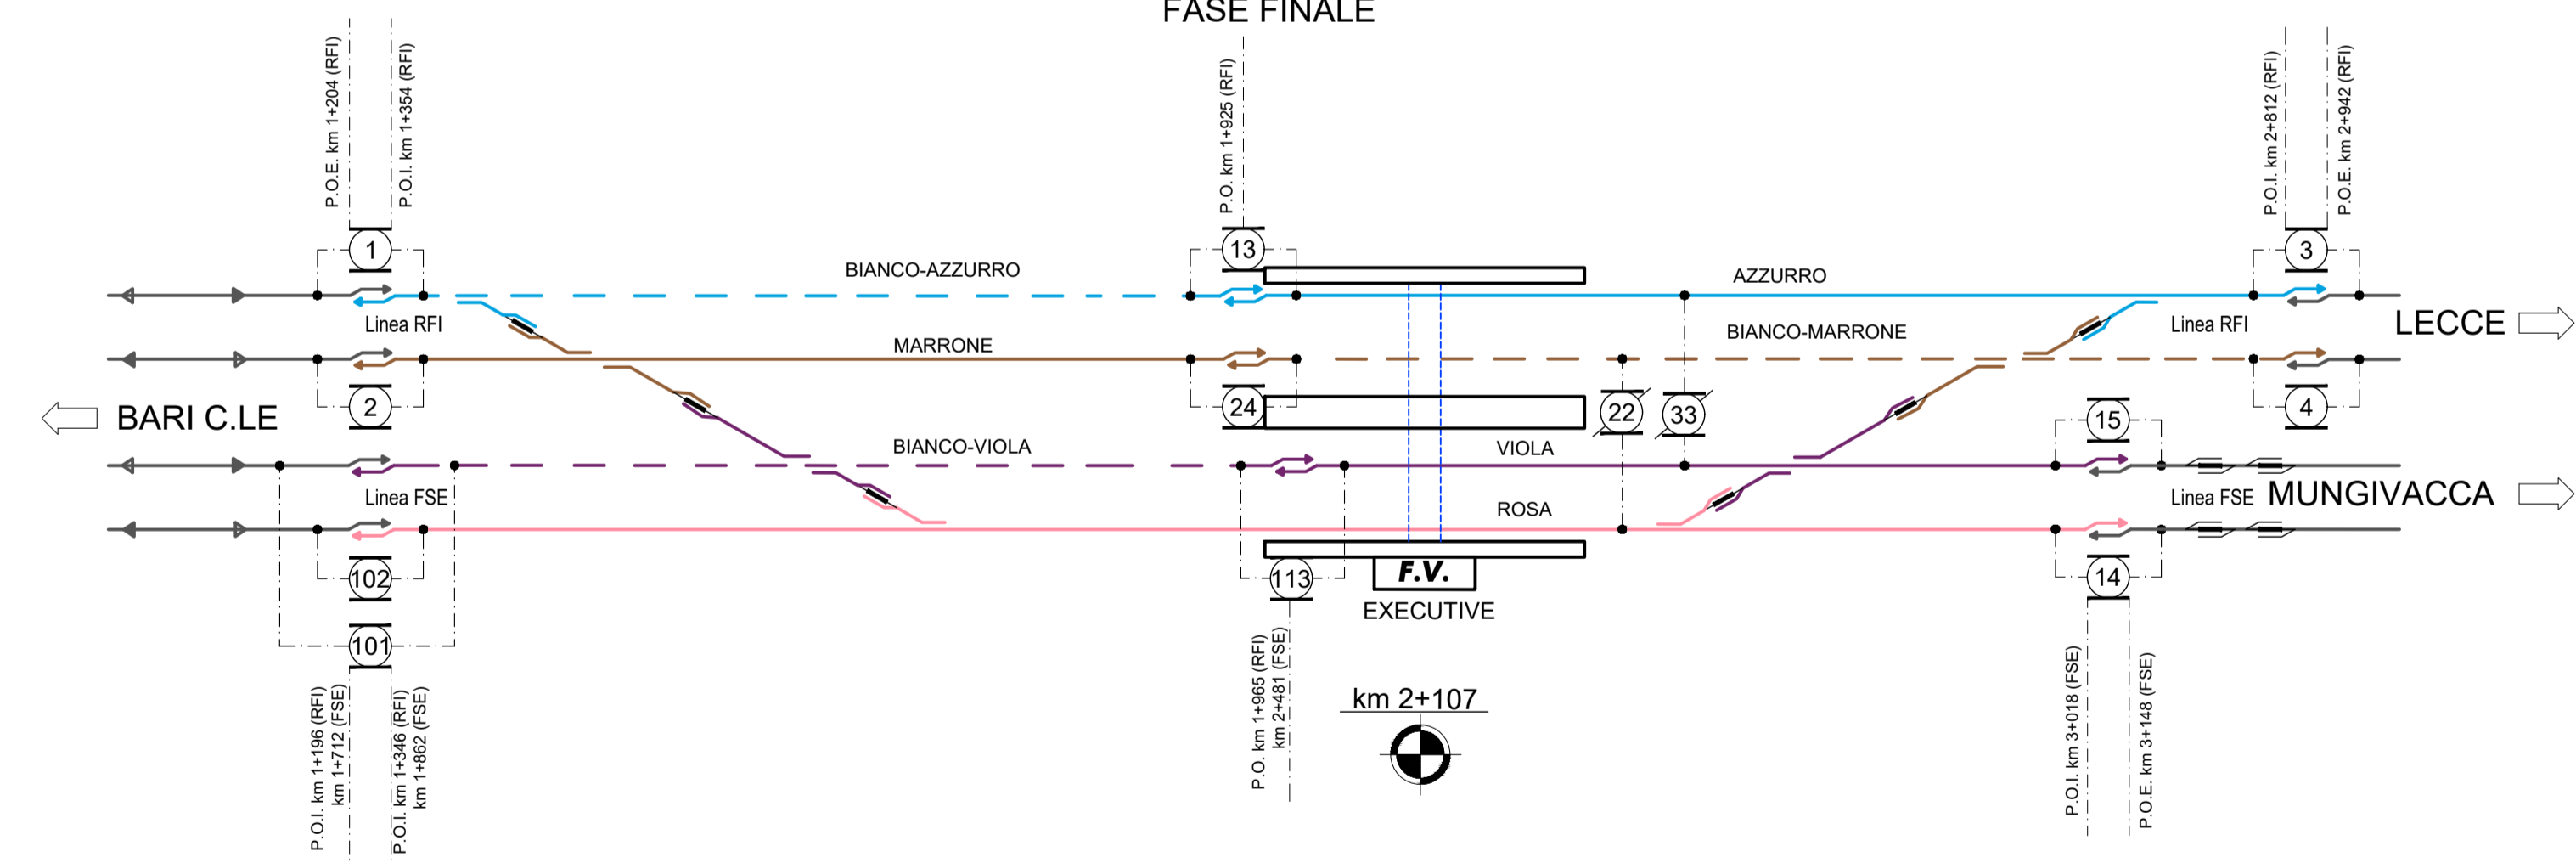 FASE FINALE
P.O.E. km 1+204 (RFI)
P.O.I. km 1+354 (RFI)
P.O. km 1+925 (RFI)
P.O.I. km 2+812 (RFI)
P.O.E. km 2+942 (RFI)
1
13
3
BIANCO-AZZURRO
AZZURRO
Linea RFI
BIANCO-MARRONE
Linea RFI
LECCE
MARRONE
2
24
22
33
4
BARI C.LE
15
BIANCO-VIOLA
VIOLA
Linea FSE
Linea FSE
MUNGIVACCA
ROSA
102
113
F.V.
14
EXECUTIVE
101
P.O.I. km 1+196 (RFI)
km 1+712 (FSE)
P.O.I. km 1+346 (RFI)
km 1+862 (FSE)
P.O. km 1+965 (RFI)
km 2+481 (FSE)
km 2+107
P.O.I. km 3+018 (FSE)
P.O.E. km 3+148 (FSE)